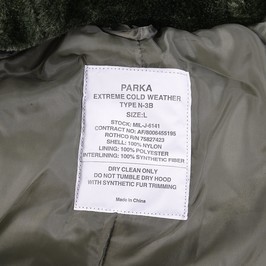 PARKA
EXTREME COLD WEATHER
TYPE N-3B
SIZE:L
STOCK: MIL-J-6141
CONTRACT NO: AF/8006455195
ROTHCO R/N 75827423
SHELL: 100% NYLON
LINING: 100% POLYESTER
INTERLINING: 100% SYNTHETIC FIBER
DRY CLEAN ONLY
DO NOT TUMBLE DRY HOOD
WITH SYNTHETIC FUR TRIMMING
Made in China